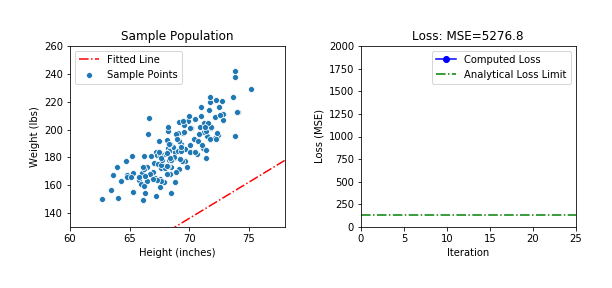 Sample Population
260
240
220
200
180
160
140
Weight (lbs)
Fitted Line
Sample Points
60
65
70
75
Height (inches)
Loss: MSE=5276.8
2000
1750
1500
1250
1000
750
500
250
0
Loss (MSE)
Computed Loss
Analytical Loss Limit
0
5
10
15
20
25
Iteration